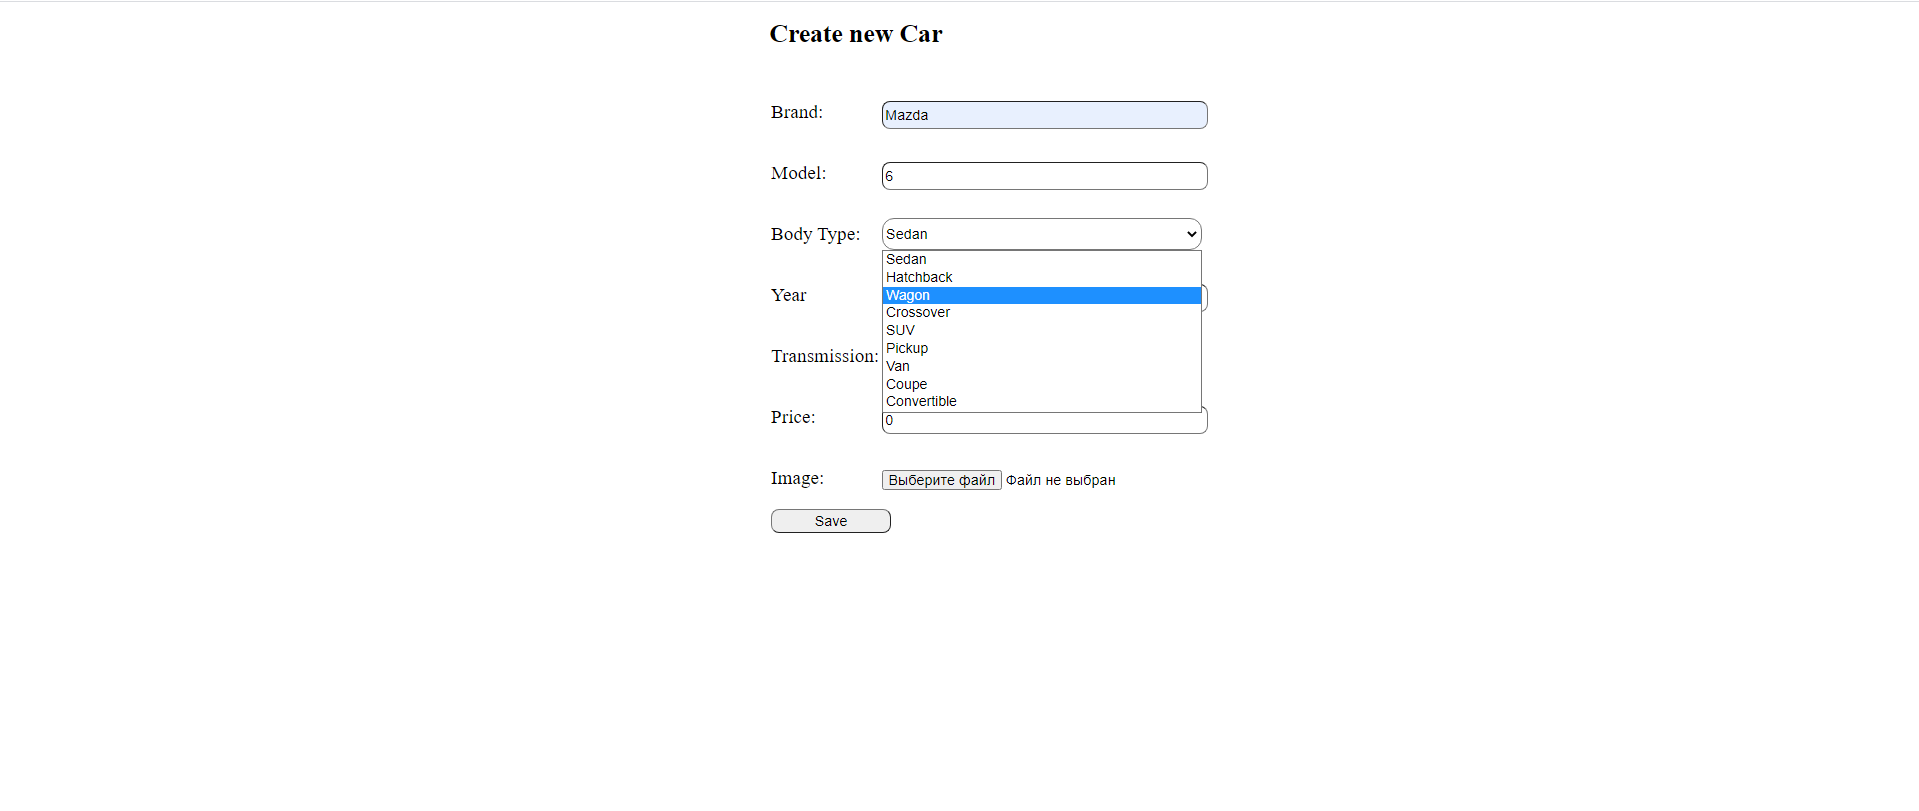 Create new Car
Brand: Mazda
Model: 6
Body Type: Sedan
Sedan
Hatchback
Year Wagon
Crossover
SUV
Pickup
Transmission:
Van
Coupe
Convertible
Price: 0
Image: Выберите файл Файл не выбран
Save